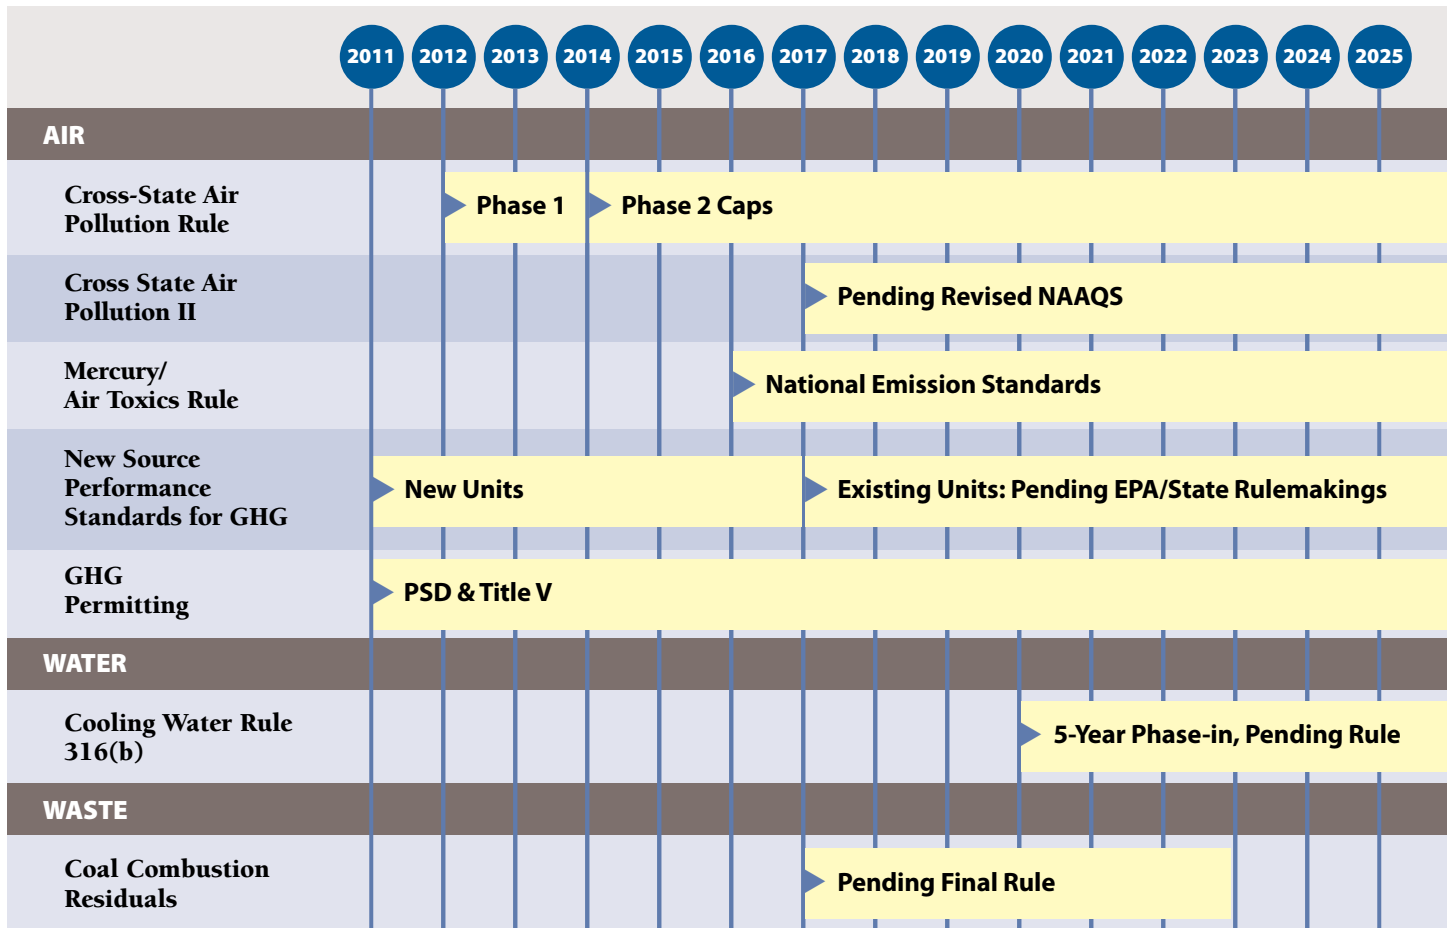 2011 2012 2013 2014 2015 2016 2017 2018 2019 2020 2021 2022 2023 2024 2025
AIR
Cross-State Air
Pollution Rule
Phase 1
Phase 2 Caps
Cross State Air
Pollution II
Pending Revised NAAQS
Mercury/
Air Toxics Rule
National Emission Standards
New Source
Performance
Standards for GHG
New Units
Existing Units: Pending EPA/State Rulemakings
GHG
Permitting
PSD & Title V
WATER
Cooling Water Rule
316(b)
5-Year Phase-in, Pending Rule
WASTE
Coal Combustion
Residuals
Pending Final Rule